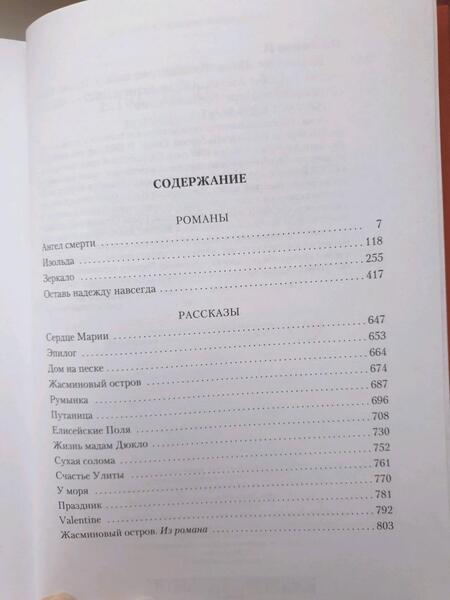 СОДЕРЖАНИЕ
РОМАНЫ
Ангел смерти 7
Изольда 118
Зеркало 255
Оставь надежду навсегда 417
РАССКАЗЫ
Сердце Марии 647
Эпилог 653
Дом на песке 664
Жасминовый остров 674
Румынка 687
Путаница 696
Елисейские Поля 708
Жизнь мадам Дюкло 730
Сухая солома 752
Счастье Улиты 761
У моря 770
Праздник 781
Valentine 792
Жасминовый остров. Из романа 803